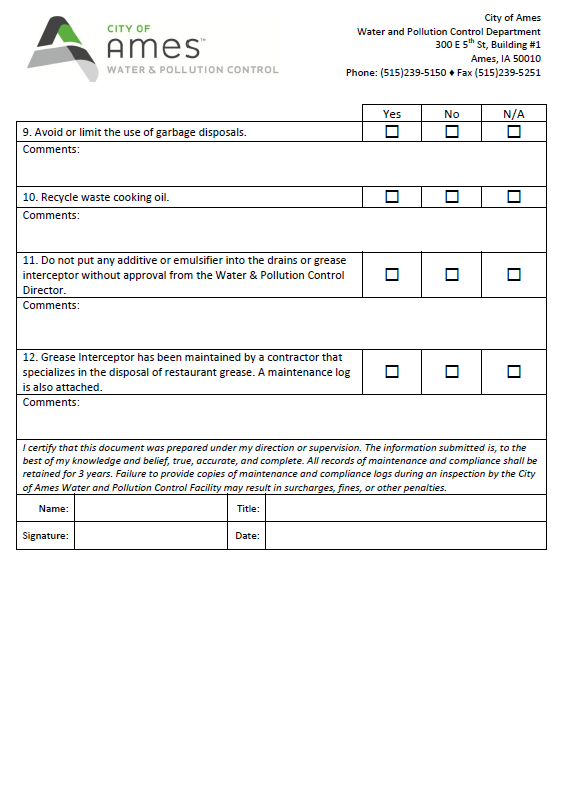 CITY OF
Ames™
WATER & POLLUTION CONTROL
City of Ames
Water and Pollution Control Department
300 E 5th St, Building #1
Ames, IA 50010
Phone: (515)239-5150 ♦ Fax (515)239-5251
Yes No N/A
9. Avoid or limit the use of garbage disposals. ☐ ☐ ☐
Comments:
10. Recycle waste cooking oil. ☐ ☐ ☐
Comments:
11. Do not put any additive or emulsifier into the drains or grease
interceptor without approval from the Water & Pollution Control
Director. ☐ ☐ ☐
Comments:
12. Grease Interceptor has been maintained by a contractor that
specializes in the disposal of restaurant grease. A maintenance log
is also attached. ☐ ☐ ☐
Comments:
I certify that this document was prepared under my direction or supervision. The information submitted is, to the
best of my knowledge and belief, true, accurate, and complete. All records of maintenance and compliance shall be
retained for 3 years. Failure to provide copies of maintenance and compliance logs during an inspection by the City
of Ames Water and Pollution Control Facility may result in surcharges, fines, or other penalties.
Name: Title:
Signature: Date: